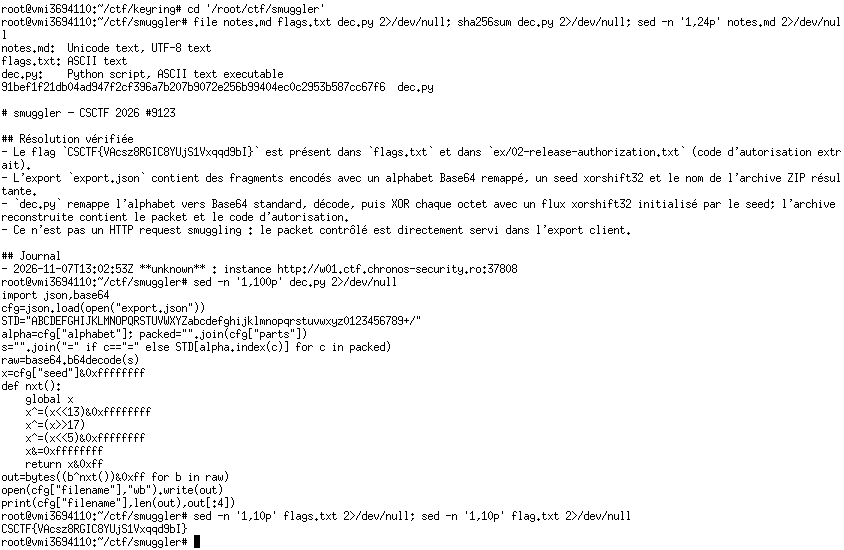 root@vmi3694110:~/ctf/keyring# cd '/root/ctf/smuggler'
root@vmi3694110:~/ctf/smuggler# file notes.md flags.txt dec.py 2>/dev/null; sha256sum dec.py 2>/dev/null; sed -n '1,24p' notes.md 2>/dev/nul
l
notes.md:  Unicode text, UTF-8 text
flags.txt: ASCII text
dec.py:    Python script, ASCII text executable
91bef1f21db04ad947f2cf396a7b207b9072e256b99404ec0c2953b587cc67f6  dec.py

# smuggler — CSCTF 2026 #9123

## Résolution vérifiée
- Le flag `CSCTF{VAcsz8RGIC8YUjS1Vxqqd9bI}` est présent dans `flags.txt` et dans `ex/02-release-authorization.txt` (code d'autorisation extr
ait).
- L'export `export.json` contient des fragments encodés avec un alphabet Base64 remappé, un seed xorshift32 et le nom de l'archive ZIP résul
tante.
- `dec.py` remappe l'alphabet vers Base64 standard, décode, puis XOR chaque octet avec un flux xorshift32 initialisé par le seed; l'archive
reconstruite contient le packet et le code d'autorisation.
- Ce n'est pas un HTTP request smuggling : le packet contrôlé est directement servi dans l'export client.

## Journal
- 2026-11-07T13:02:53Z **unknown** : instance http://w01.ctf.chronos-security.ro:37808
root@vmi3694110:~/ctf/smuggler# sed -n '1,100p' dec.py 2>/dev/null
import json,base64
cfg=json.load(open("export.json"))
STD="ABCDEFGHIJKLMNOPQRSTUVWXYZabcdefghijklmnopqrstuvwxyz0123456789+/"
alpha=cfg["alphabet"]; packed="".join(cfg["parts"])
s="".join("=" if c=="=" else STD[alpha.index(c)] for c in packed)
raw=base64.b64decode(s)
x=cfg["seed"]&0xffffffff
def nxt():
    global x
    x^=(x<<13)&0xffffffff
    x^=(x>>17)
    x^=(x<<5)&0xffffffff
    x&=0xffffffff
    return x&0xff
out=bytes((b^nxt())&0xff for b in raw)
open(cfg["filename"],"wb").write(out)
print(cfg["filename"],len(out),out[:4])
root@vmi3694110:~/ctf/smuggler# sed -n '1,10p' flags.txt 2>/dev/null; sed -n '1,10p' flag.txt 2>/dev/null
CSCTF{VAcsz8RGIC8YUjS1Vxqqd9bI}
root@vmi3694110:~/ctf/smuggler#